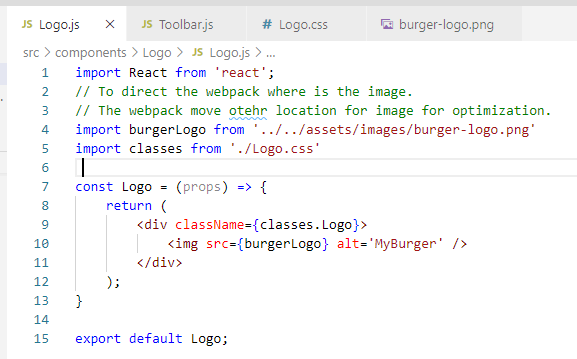 JS Logo.js × JS Toolbar.js # Logo.css burger-logo.png
src > components > Logo > JS Logo.js > ...
1 import React from 'react';
2 // To direct the webpack where is the image.
3 // The webpack move otehr location for image for optimization.
4 import burgerLogo from '../../assets/images/burger-logo.png'
5 import classes from './Logo.css'
6
7 const Logo = (props) => {
8 return (
9 <div className={classes.Logo}>
10 <img src={burgerLogo} alt='MyBurger' />
11 </div>
12 );
13 }
14
15 export default Logo;